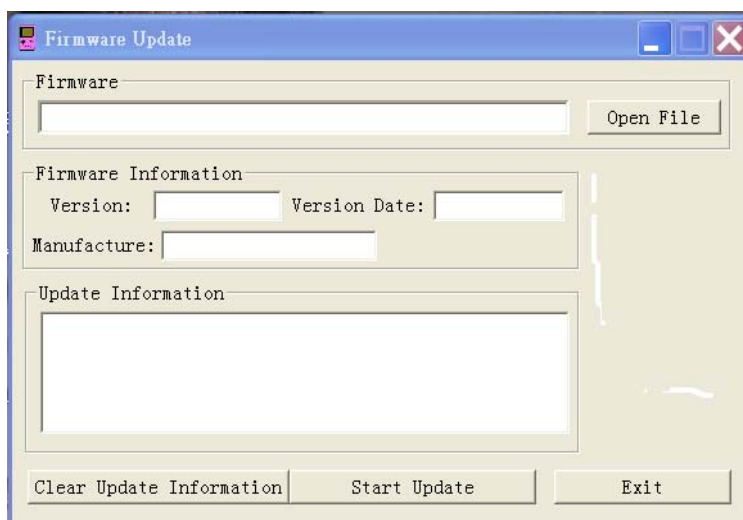 Firmware Update
Firmware
Open File
Firmware Information
Version: Version Date:
Manufacture:
Update Information
Clear Update Information Start Update Exit